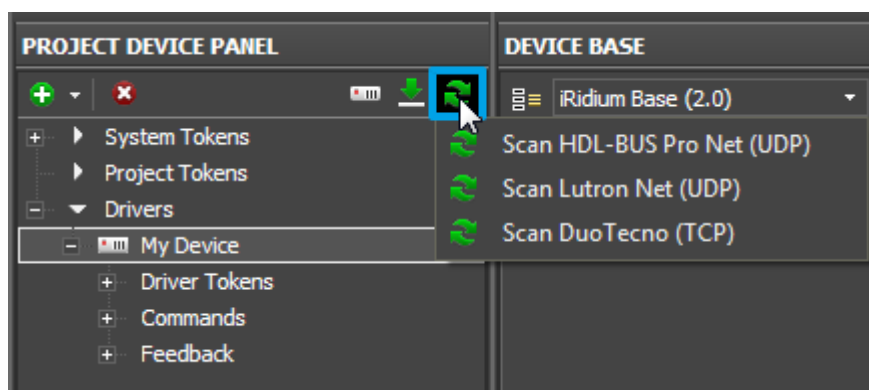 PROJECT DEVICE PANEL
DEVICE BASE
iRidium Base (2.0)
System Tokens
Project Tokens
Drivers
My Device
Driver Tokens
Commands
Feedback
Scan HDL-BUS Pro Net (UDP)
Scan Lutron Net (UDP)
Scan DuoTecno (TCP)